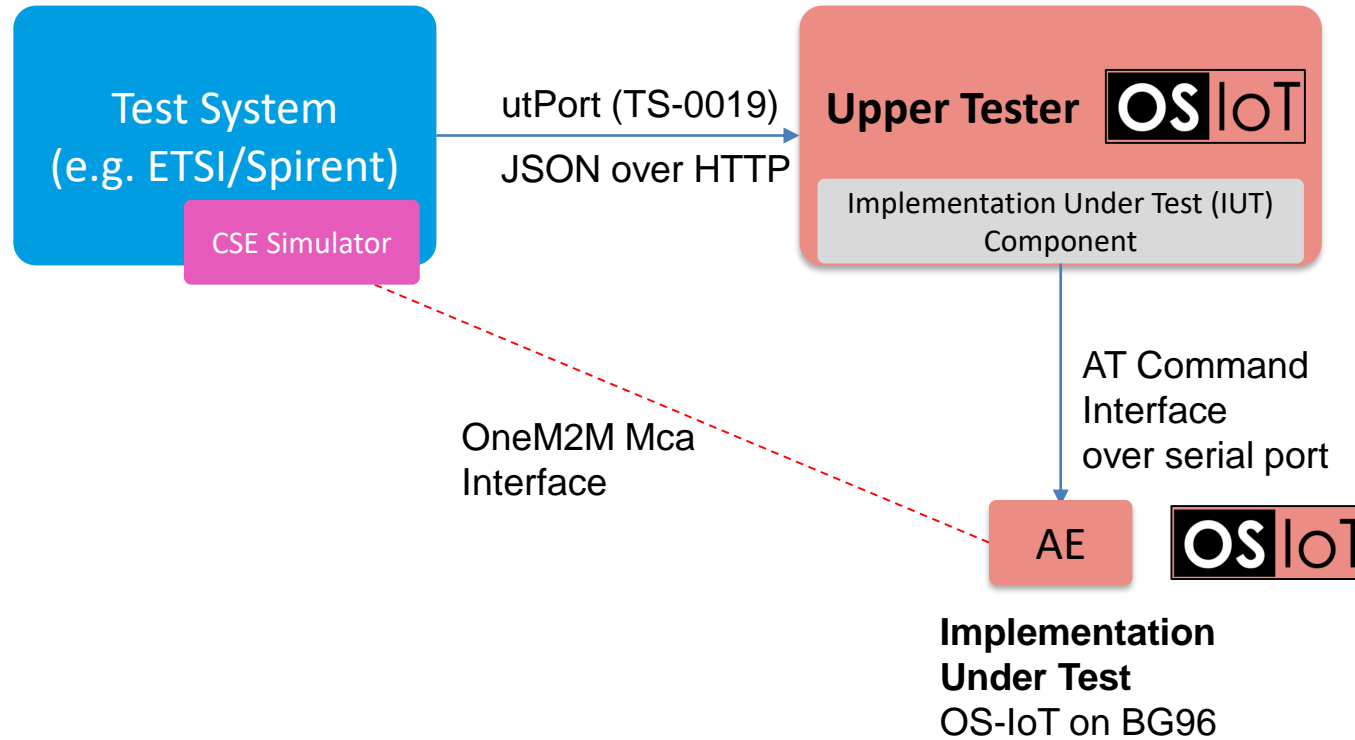 Test System
(e.g. ETSI/Spirent)
CSE Simulator
utPort (TS-0019)
JSON over HTTP
Upper Tester
OS IoT
Implementation Under Test (IUT)
Component
AT Command
Interface
over serial port
OneM2M Mca
Interface
AE
OS IoT
Implementation
Under Test
OS-IoT on BG96